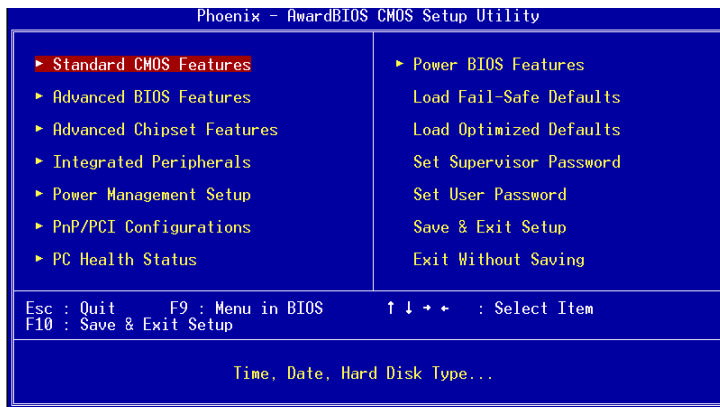 Phoenix - AwardBIOS CMOS Setup Utility
► Standard CMOS Features
► Advanced BIOS Features
► Advanced Chipset Features
► Integrated Peripherals
► Power Management Setup
► PnP/PCI Configurations
► PC Health Status
► Power BIOS Features
Load Fail-Safe Defaults
Load Optimized Defaults
Set Supervisor Password
Set User Password
Save & Exit Setup
Exit Without Saving
Esc : Quit F9 : Menu in BIOS ↑ ↓ → ← : Select Item
F10 : Save & Exit Setup
Time, Date, Hard Disk Type...